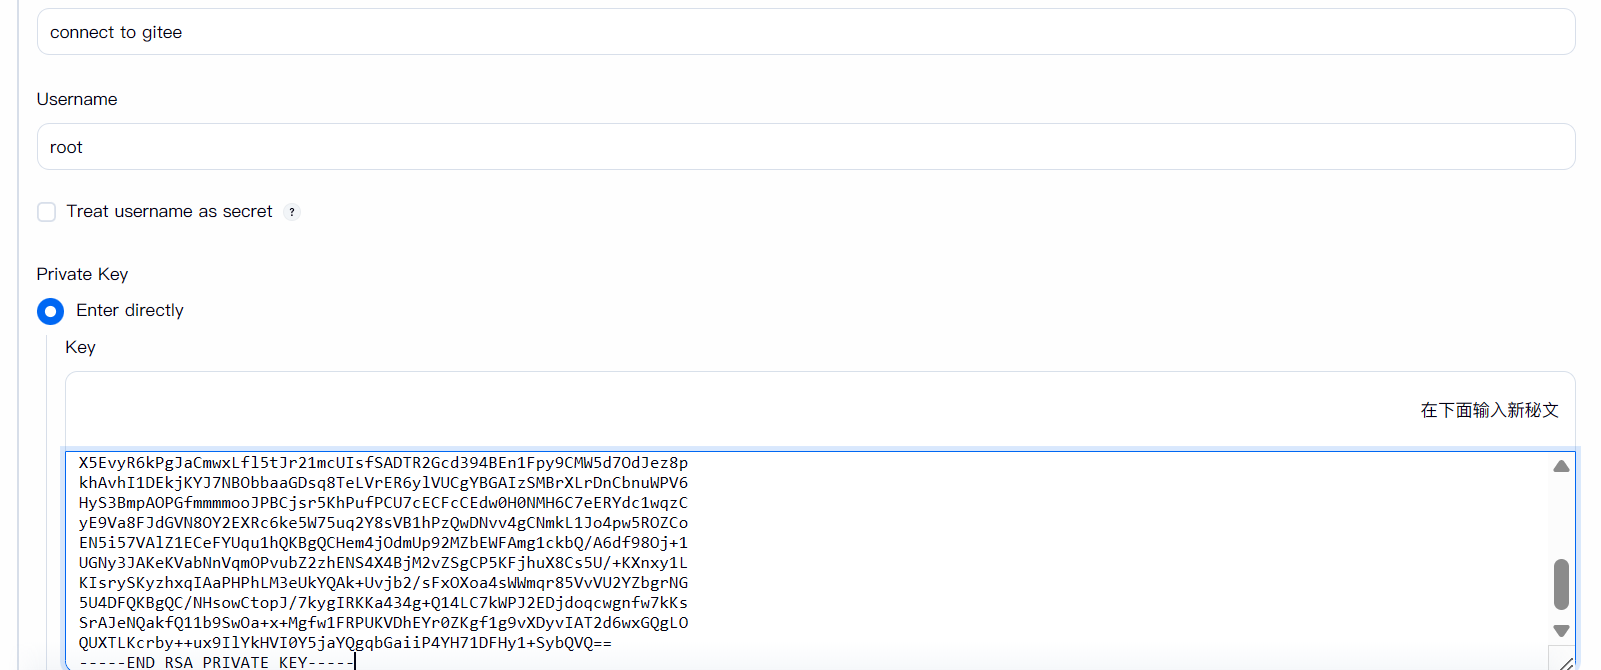 connect to gitee
Username
root
Treat username as secret ?
Private Key
Enter directly
Key
在下面输入新秘文
X5EvyR6kPgJaCmwxLfl5tJr21mcUIsfSADTR2Gcd394BEn1Fpy9CMW5d7OdJez8p
khAvhI1DEkjKYJ7NBObbaaGDsq8TeLVrER6ylVUCgYBGAIzSMBrXLrDnCbnuWPV6
HyS3BmpAOPGfmmmmooJPBCjsr5KhPufPCU7cECFcCEdw0H0NMH6C7eERYdc1wqzC
yE9Va8FJdGVN8OY2EXRc6ke5W75uq2Y8sVB1hPzQwDNvv4gCNmkL1Jo4pw5ROZCo
EN5i57VAlZ1ECeFYUqu1hQKBgQCHem4jOdmUp92MZbEWFAmg1ckbQ/A6df98Oj+1
UGNy3JAKeKVabNnVqmOPvubZ2zhENS4X4BjM2vZSgCP5KFjhuX8Cs5U/+KXnxy1L
KIsrySKyzhxqIAaPHPhLM3eUkYQAk+Uvjb2/sFxOXoa4sWWmqr85VvVU2YZbgrNG
5U4DFQKBgQC/NHsowCtopJ/7kygIRKKa434g+Q14LC7kWPJ2EDjdoqcwgnfw7kKs
SrAJeNQakfQ11b9SwOa+x+Mgfw1FRPUKVDhEYr0ZKgf1g9vXDyvIAT2d6wxGQgLO
QUXTLKcrby++ux9IlYkHVI0Y5jaYQgqbGaiiP4YH71DFHy1+SybQVQ==
-----END RSA PRIVATE KEY-----